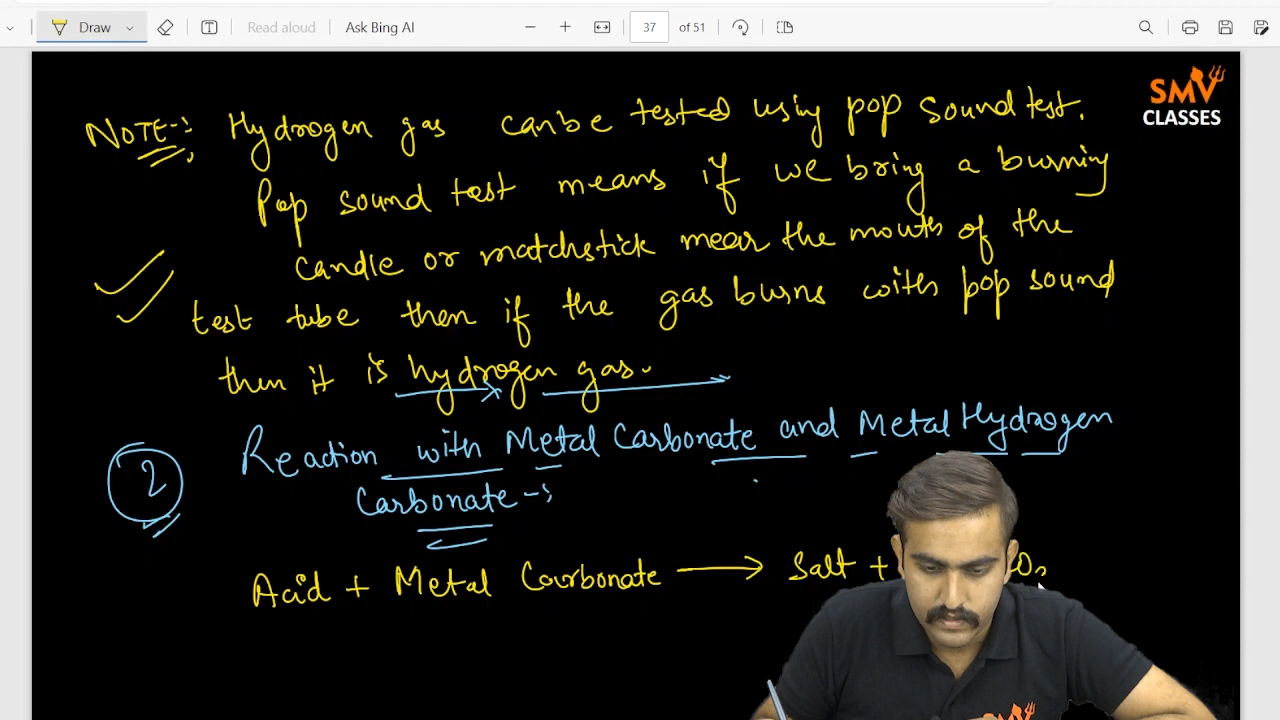 Draw
Read aloud
Ask Bing AI
37
of 51
SMV
CLASSES
NOTE-: Hydrogen gas can be tested using pop sound test.
Pop sound test means if we bring a burning
candle or matchstick near the mouth of the
test tube then if the gas burns with pop sound
then it is hydrogen gas.
2 Reaction with Metal Carbonate and Metal Hydrogen
Carbonate-:
Acid + Metal Carbonate → Salt +